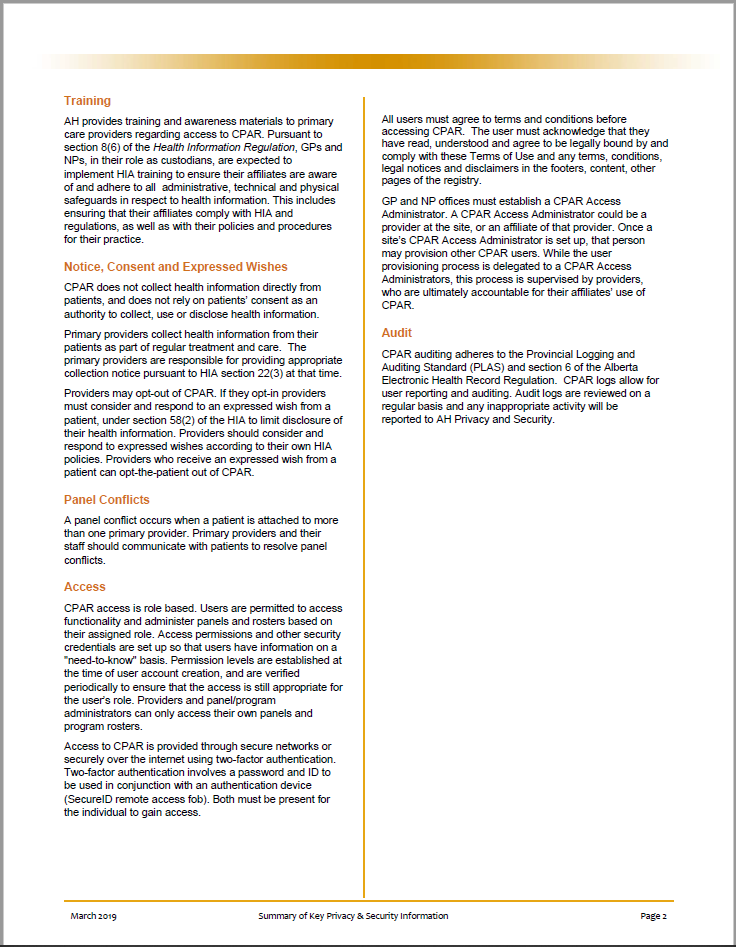 Training
AH provides training and awareness materials to primary
care providers regarding access to CPAR. Pursuant to
section 8(6) of the Health Information Regulation, GPs and
NPs, in their role as custodians, are expected to
implement HIA training to ensure their affiliates are aware
of and adhere to all  administrative, technical and physical
safeguards in respect to health information. This includes
ensuring that their affiliates comply with HIA and
regulations, as well as with their policies and procedures
for their practice.
Notice, Consent and Expressed Wishes
CPAR does not collect health information directly from
patients, and does not rely on patients' consent as an
authority to collect, use or disclose health information.
Primary providers collect health information from their
patients as part of regular treatment and care.  The
primary providers are responsible for providing appropriate
collection notice pursuant to HIA section 22(3) at that time.
Providers may opt-out of CPAR. If they opt-in providers
must consider and respond to an expressed wish from a
patient, under section 58(2) of the HIA to limit disclosure of
their health information. Providers should consider and
respond to expressed wishes according to their own HIA
policies. Providers who receive an expressed wish from a
patient can opt-the-patient out of CPAR.
Panel Conflicts
A panel conflict occurs when a patient is attached to more
than one primary provider. Primary providers and their
staff should communicate with patients to resolve panel
conflicts.
Access
CPAR access is role based. Users are permitted to access
functionality and administer panels and rosters based on
their assigned role. Access permissions and other security
credentials are set up so that users have information on a
"need-to-know" basis. Permission levels are established at
the time of user account creation, and are verified
periodically to ensure that the access is still appropriate for
the user's role. Providers and panel/program
administrators can only access their own panels and
program rosters.
Access to CPAR is provided through secure networks or
securely over the internet using two-factor authentication.
Two-factor authentication involves a password and ID to
be used in conjunction with an authentication device
(SecureID remote access fob). Both must be present for
the individual to gain access.
All users must agree to terms and conditions before
accessing CPAR.  The user must acknowledge that they
have read, understood and agree to be legally bound by and
comply with these Terms of Use and any terms, conditions,
legal notices and disclaimers in the footers, content, other
pages of the registry.
GP and NP offices must establish a CPAR Access
Administrator. A CPAR Access Administrator could be a
provider at the site, or an affiliate of that provider. Once a
site's CPAR Access Administrator is set up, that person
may provision other CPAR users. While the user
provisioning process is delegated to a CPAR Access
Administrators, this process is supervised by providers,
who are ultimately accountable for their affiliates' use of
CPAR.
Audit
CPAR auditing adheres to the Provincial Logging and
Auditing Standard (PLAS) and section 6 of the Alberta
Electronic Health Record Regulation.  CPAR logs allow for
user reporting and auditing. Audit logs are reviewed on a
regular basis and any inappropriate activity will be
reported to AH Privacy and Security.
March 2019 Summary of Key Privacy & Security Information Page 2